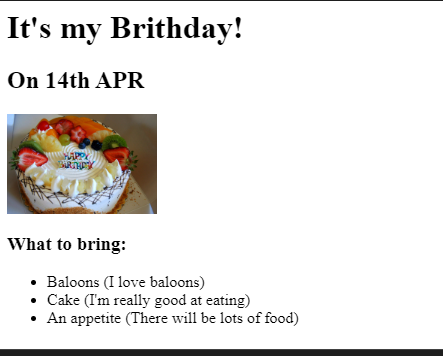 It's my Brithday!
On 14th APR
HAPPY
BIRTHDAY
What to bring:
Baloons (I love baloons)
Cake (I'm really good at eating)
An appetite (There will be lots of food)